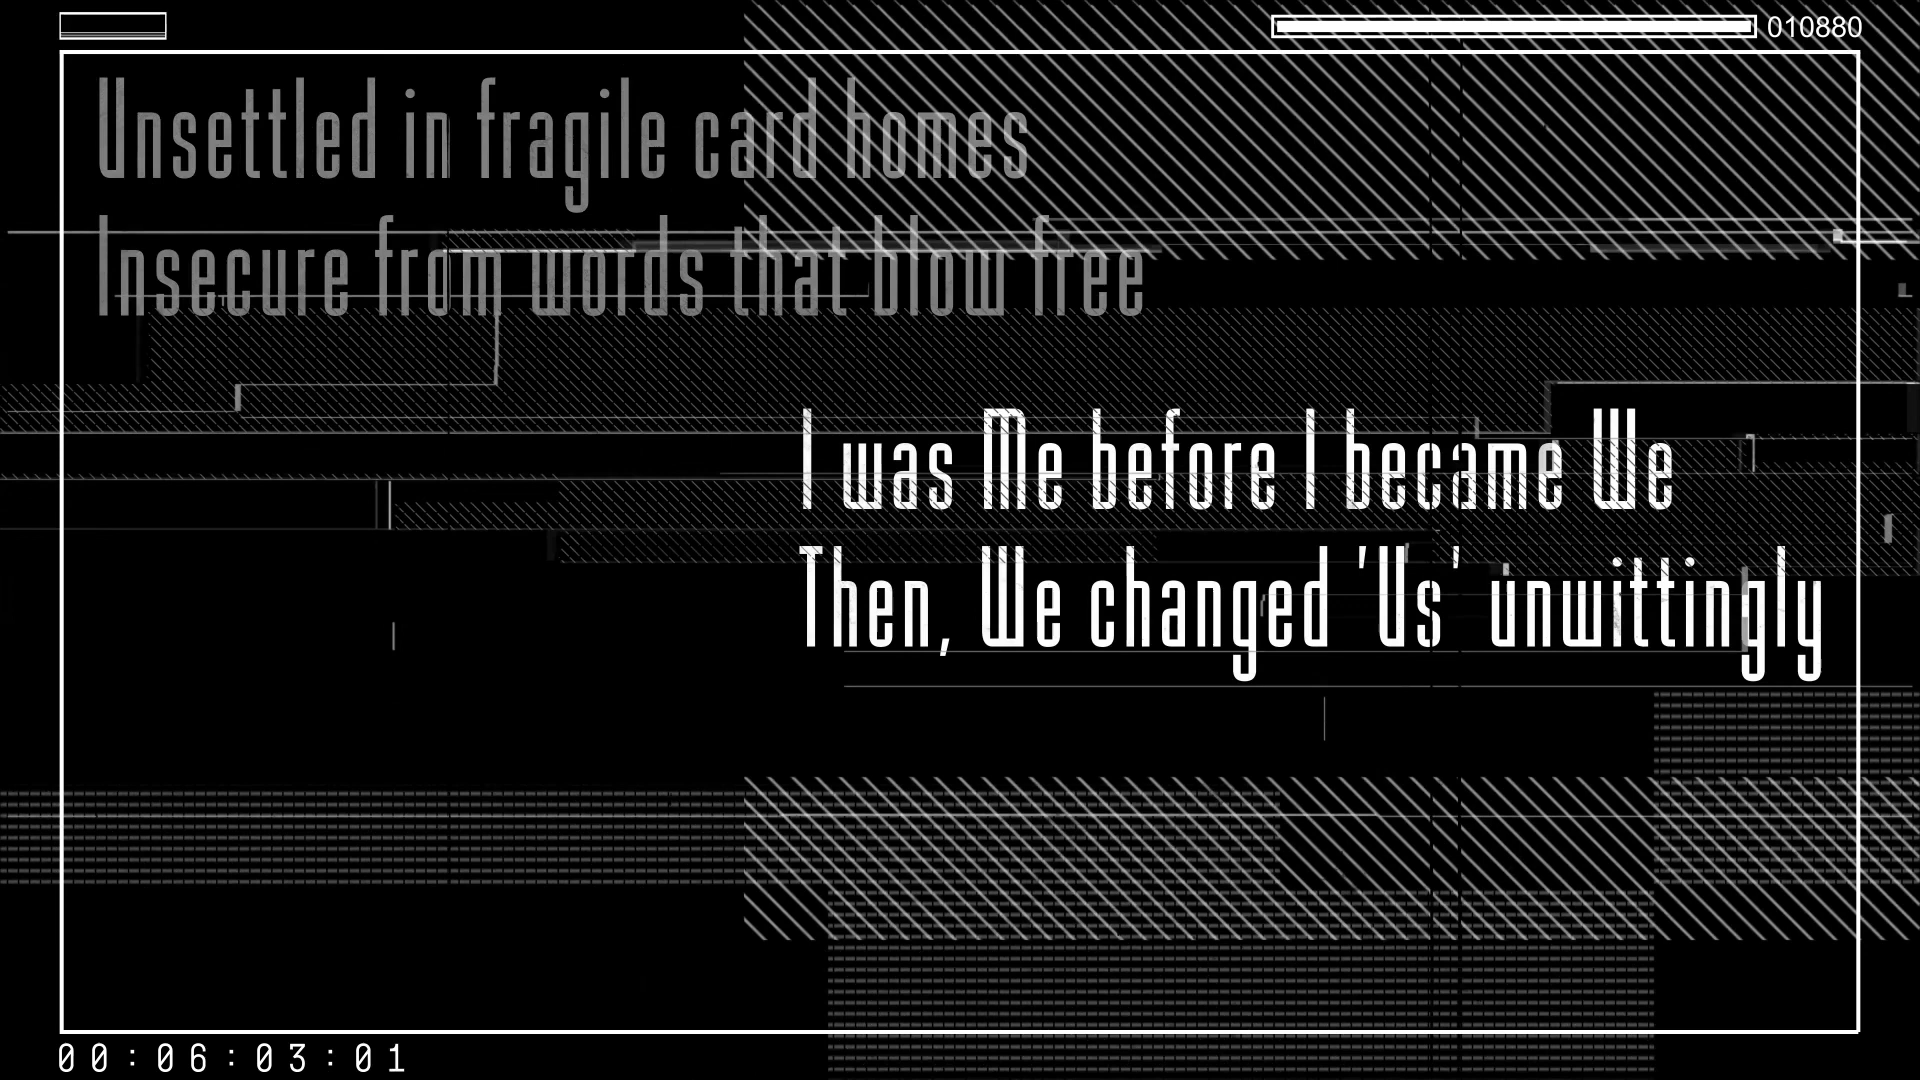 010880
Unsettled in fragile card homes
Insecure from words that blow free
I was Me before I became We
Then, We changed 'Us' unwittingly
00:06:03:01